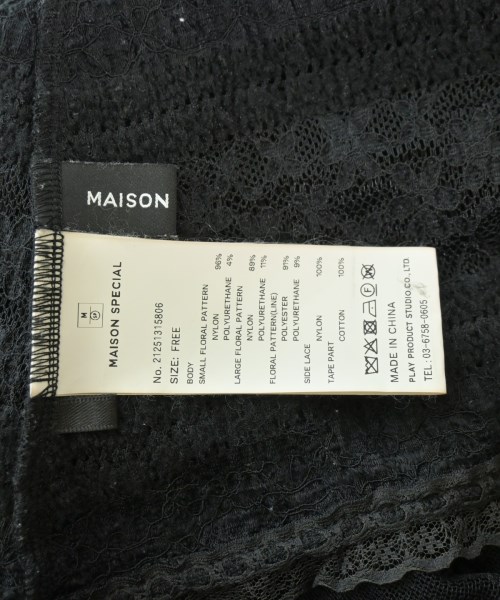 MAISON
M
SP
MAISON SPECIAL
No. 21251315806
SIZE: FREE
BODY
SMALL FLORAL PATTERN
NYLON 96%
POLYURETHANE 4%
LARGE FLORAL PATTERN
NYLON 89%
POLYURETHANE 11%
FLORAL PATTERN(LINE)
POLYESTER 91%
POLYURETHANE 9%
SIDE LACE
NYLON 100%
TAPE PART
COTTON 100%
F
MADE IN CHINA
PLAY PRODUCT STUDIO CO., LTD
TEL : 03-6758-0605